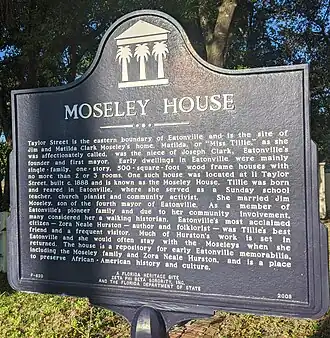 MOSELEY HOUSE
Taylor Street is the eastern boundary of Eatonville and is the site of
Jim and Matilda Clark Moseley's home. Matilda, or "Miss Tillie," as she
was affectionately called, was the niece of Joseph Clark, Eatonville's
founder and first mayor. Early dwellings in Eatonville were mainly
single-family, one-story, 500-square-foot wood frame houses with
no more than 2 or 3 rooms. One such house was located at 11 Taylor
Street, built c. 1888 and is known as the Moseley House. Tillie was born
and reared in Eatonville, where she served as a Sunday school
teacher, church pianist and community activist. She married Jim
Moseley, son of the fourth mayor of Eatonville. As a member of
Eatonville's pioneer family and due to her community involvement,
many considered her a walking historian. Eatonville's most acclaimed
citizen - Zora Neale Hurston - author and folklorist - was Tillie's best
friend and a frequent visitor. Much of Hurston's work is set in
Eatonville and she would often stay with the Moseleys when she
returned. The house is a repository for early Eatonville memorabilia,
including the Moseley family and Zora Neale Hurston, and is a place
to preserve African-American history and culture.
A FLORIDA HERITAGE SITE
ZETA PHI BETA SORORITY, INC.
AND THE FLORIDA DEPARTMENT OF STATE
2008